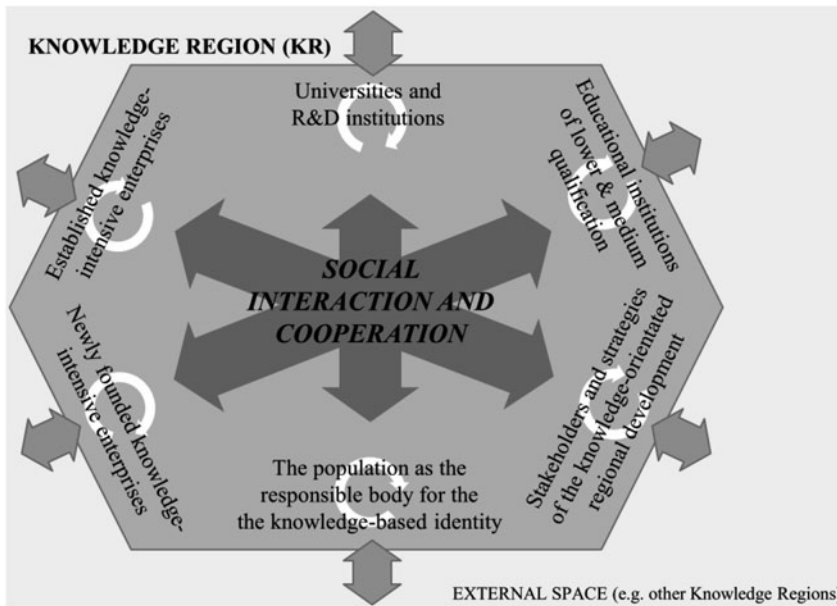 KNOWLEDGE REGION (KR)
Universities and
R&D institutions
Educational institutions
of lower & medium
qualification
Established knowledge-
intensive enterprises
SOCIAL
INTERACTION AND
COOPERATION
Newly founded knowledge-
intensive enterprises
Stakeholders and strategies
of the knowledge-orientated
regional development
The population as the
responsible body for the
the knowledge-based identity
EXTERNAL SPACE (e.g. other Knowledge Regions)